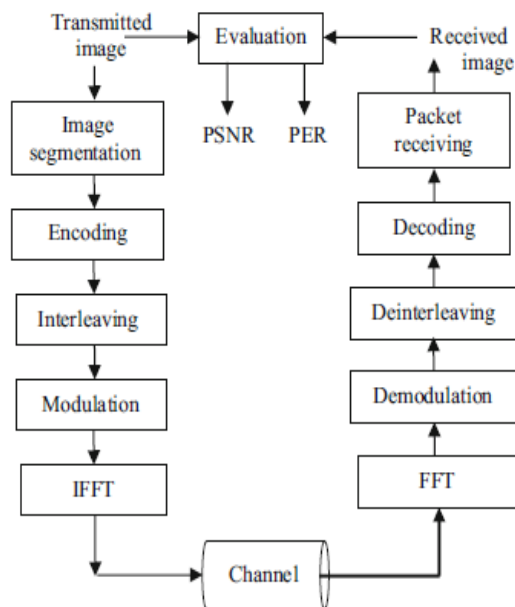 Transmitted
image
Evaluation
Received
image
PSNR
PER
Image
segmentation
Encoding
Interleaving
Modulation
IFFT
Channel
FFT
Demodulation
Deinterleaving
Decoding
Packet
receiving